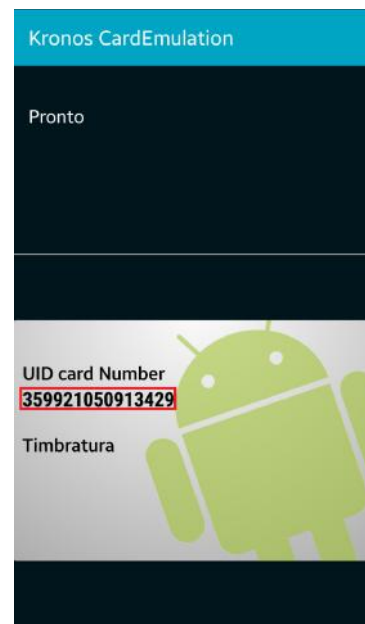 Kronos CardEmulation
Pronto
UID card Number
359921050913429
Timbratura